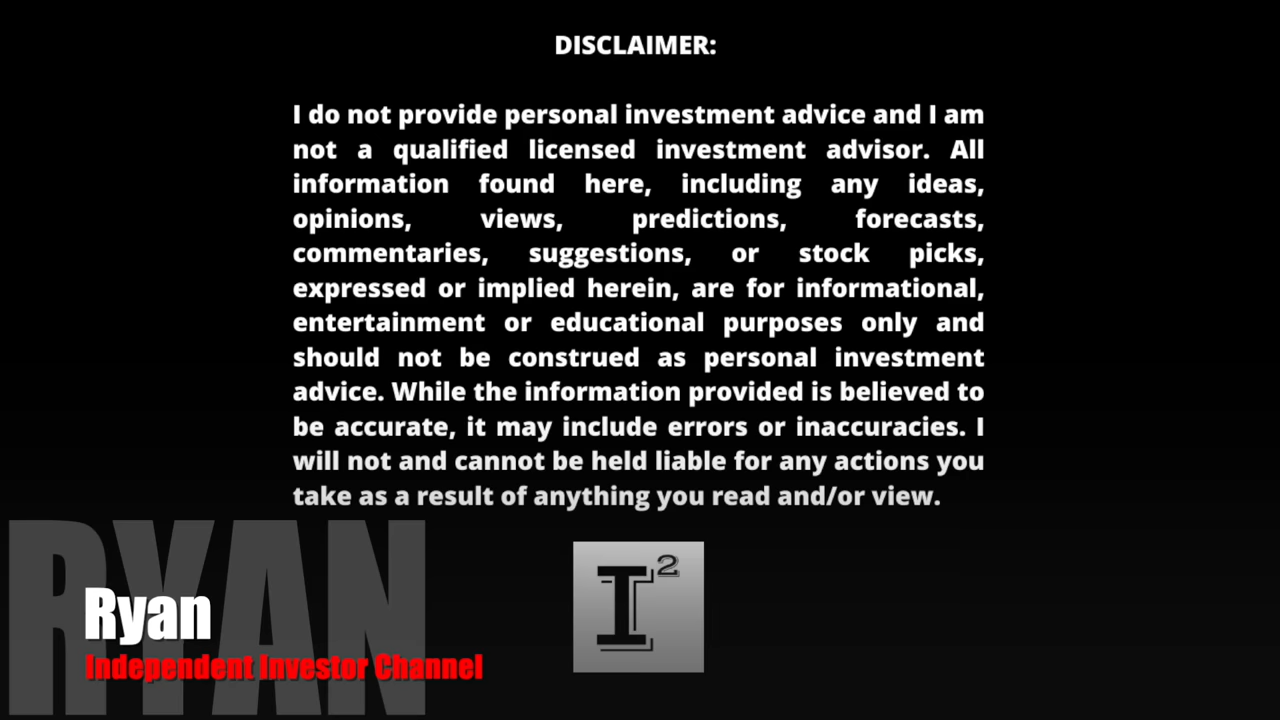 DISCLAIMER:
I do not provide personal investment advice and I am
not a qualified licensed investment advisor. All
information found here, including any ideas,
opinions, views, predictions, forecasts,
commentaries, suggestions, or stock picks,
expressed or implied herein, are for informational,
entertainment or educational purposes only and
should not be construed as personal investment
advice. While the information provided is believed to
be accurate, it may include errors or inaccuracies. I
will not and cannot be held liable for any actions you
take as a result of anything you read and/or view.
RYAN
Ryan
Independent Investor Channel
I²